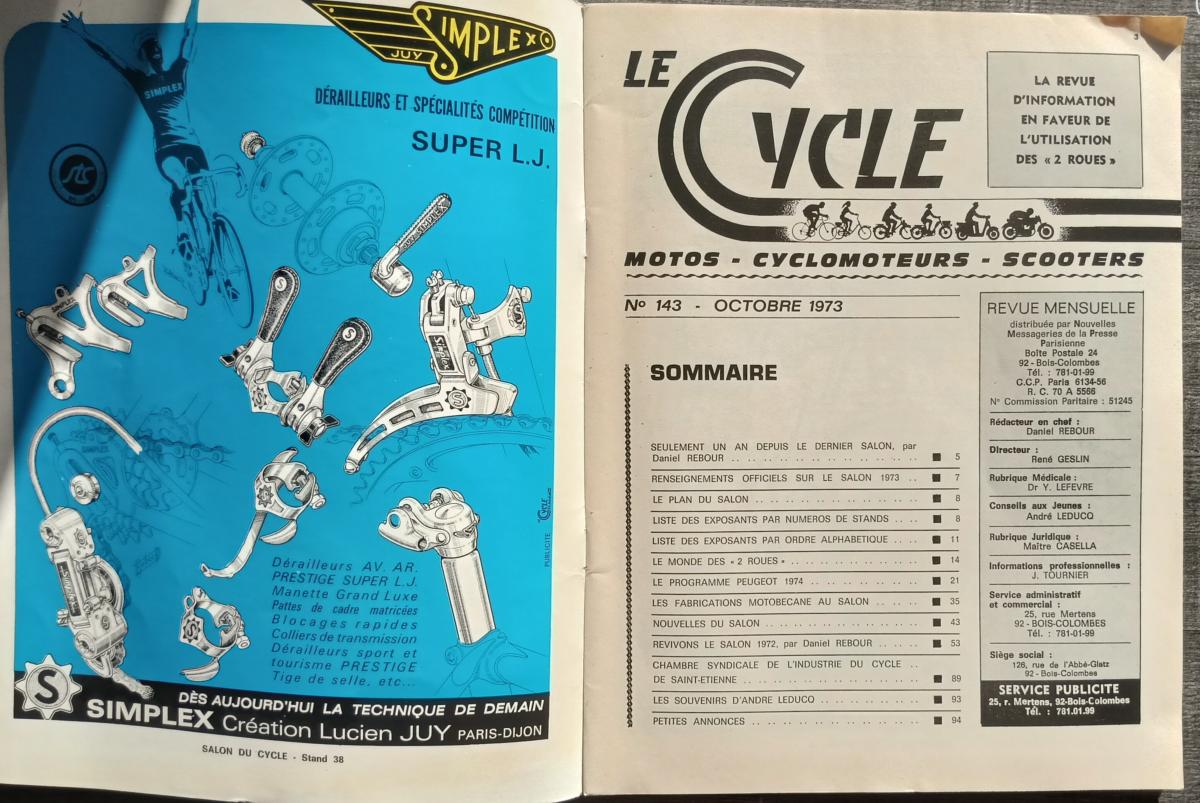 SIMPLEX
JUY
DÉRAILLEURS ET SPÉCIALITÉS COMPÉTITION
SUPER L.J.
SIMPLEX
SLS
SIMPLEX
SIMPLEX
S
S
Simplex
S
Simplex
PUBLICITÉ
CYCLE
Dérailleurs AV. AR.
PRESTIGE SUPER L.J.
Manette Grand Luxe
Pattes de cadre matricées
Blocages rapides
Colliers de transmission
Dérailleurs sport et
tourisme PRESTIGE
Tige de selle, etc...
S
DÈS AUJOURD'HUI LA TECHNIQUE DE DEMAIN
SIMPLEX Création Lucien JUY PARIS-DIJON
SALON DU CYCLE - Stand 38
3
LE
CYCLE
LA REVUE
D'INFORMATION
EN FAVEUR DE
L'UTILISATION
DES « 2 ROUES »
MOTOS - CYCLOMOTEURS - SCOOTERS
No 143 - OCTOBRE 1973
SOMMAIRE
SEULEMENT UN AN DEPUIS LE DERNIER SALON, par
Daniel REBOUR .. .. .. .. .. .. .. .. .. .. .. ■ 5
RENSEIGNEMENTS OFFICIELS SUR LE SALON 1973 .. ■ 7
LE PLAN DU SALON .. .. .. .. .. .. .. .. .. .. ■ 8
LISTE DES EXPOSANTS PAR NUMEROS DE STANDS .. .. ■ 8
LISTE DES EXPOSANTS PAR ORDRE ALPHABETIQUE .. .. ■ 11
LE MONDE DES « 2 ROUES » .. .. .. .. .. .. .. .. ■ 14
LE PROGRAMME PEUGEOT 1974 .. .. .. .. .. .. .. ■ 21
LES FABRICATIONS MOTOBECANE AU SALON .. .. .. ■ 35
NOUVELLES DU SALON .. .. .. .. .. .. .. .. .. ■ 43
REVIVONS LE SALON 1972, par Daniel REBOUR .. .. .. ■ 53
CHAMBRE SYNDICALE DE L'INDUSTRIE DU CYCLE ..
DE SAINT-ETIENNE .. .. .. .. .. .. .. .. .. .. ■ 89
LES SOUVENIRS D'ANDRE LEDUCQ .. .. .. .. .. .. ■ 93
PETITES ANNONCES .. .. .. .. .. .. .. .. .. .. ■ 94
REVUE MENSUELLE
distribuée par Nouvelles
Messageries de la Presse
Parisienne
Boîte Postale 24
92 - Bois-Colombes
Tél. : 781-01-99
C.C.P. Paris 6134-56
R. C. 70 A 5566
N° Commission Paritaire : 51245
Rédacteur en chef :
Daniel REBOUR
Directeur :
René GESLIN
Rubrique Médicale :
Dr Y. LEFEVRE
Conseils aux Jeunes :
André LEDUCQ
Rubrique Juridique :
Maître CASELLA
Informations professionnelles :
J. TOURNIER
Service administratif
et commercial :
25, rue Mertens
92 - BOIS-COLOMBES
Tél. : 781-01-99
Siège social :
126, rue de l'Abbé-Glatz
92 - Bois-Colombes
SERVICE PUBLICITE
25, r. Mertens, 92-Bois-Colombes
Tél. : 781.01.99